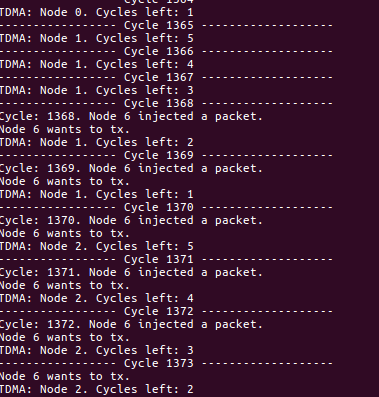 ----------------- Cycle 1364 -------------------
TDMA: Node 0. Cycles left: 1
----------------- Cycle 1365 -------------------
TDMA: Node 1. Cycles left: 5
----------------- Cycle 1366 -------------------
TDMA: Node 1. Cycles left: 4
----------------- Cycle 1367 -------------------
TDMA: Node 1. Cycles left: 3
----------------- Cycle 1368 -------------------
Cycle: 1368. Node 6 injected a packet.
Node 6 wants to tx.
TDMA: Node 1. Cycles left: 2
----------------- Cycle 1369 -------------------
Cycle: 1369. Node 6 injected a packet.
Node 6 wants to tx.
TDMA: Node 1. Cycles left: 1
----------------- Cycle 1370 -------------------
Cycle: 1370. Node 6 injected a packet.
Node 6 wants to tx.
TDMA: Node 2. Cycles left: 5
----------------- Cycle 1371 -------------------
Cycle: 1371. Node 6 injected a packet.
Node 6 wants to tx.
TDMA: Node 2. Cycles left: 4
----------------- Cycle 1372 -------------------
Cycle: 1372. Node 6 injected a packet.
Node 6 wants to tx.
TDMA: Node 2. Cycles left: 3
----------------- Cycle 1373 -------------------
Node 6 wants to tx.
TDMA: Node 2. Cycles left: 2